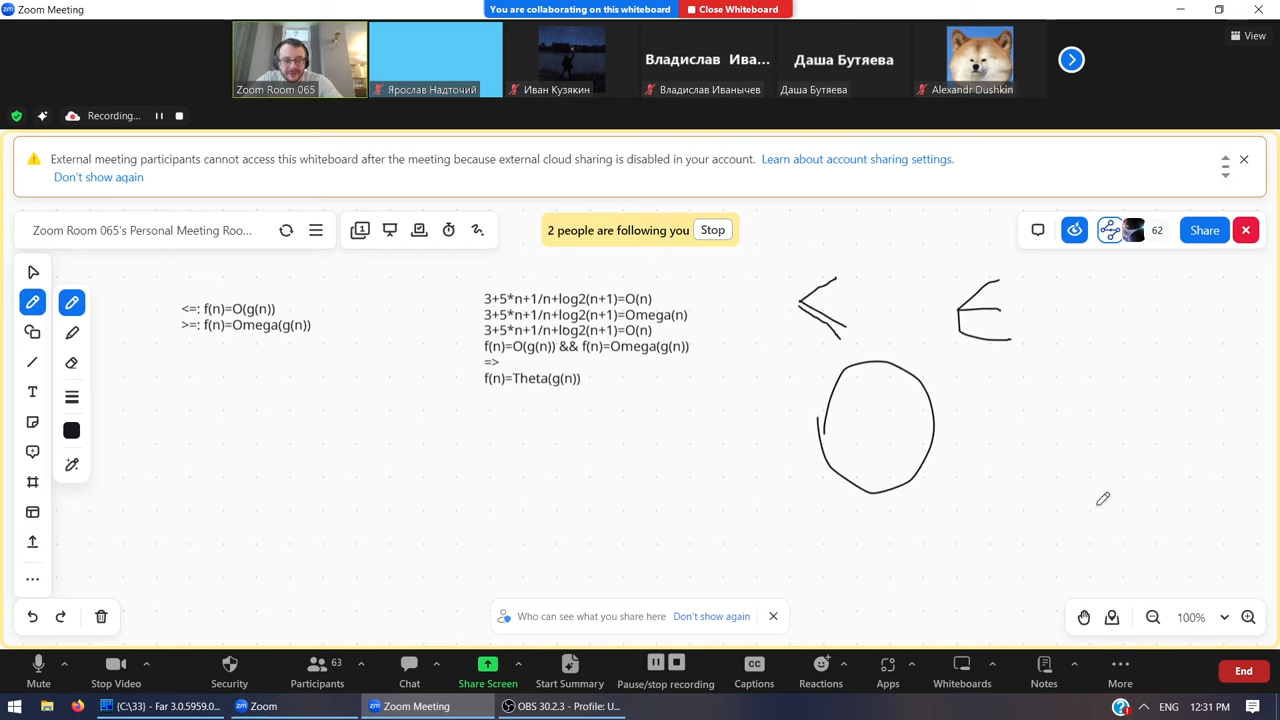 Zoom Meeting
You are collaborating on this whiteboard
Close Whiteboard
View
Zoom Room 065
Ярослав Надточий
Иван Кузякин
Владислав Ива...
Владислав Иванычев
Даша Бутяева
Даша Бутяева
Alexandr Dushkin
Recording...
External meeting participants cannot access this whiteboard after the meeting because external cloud sharing is disabled in your account. Learn about account sharing settings.
Don't show again
Zoom Room 065's Personal Meeting Roo...
1
2 people are following you
Stop
62
Share
<=: f(n)=O(g(n))
>=: f(n)=Omega(g(n))
3+5*n+1/n+log2(n+1)=O(n)
3+5*n+1/n+log2(n+1)=Omega(n)
3+5*n+1/n+log2(n+1)=O(n)
f(n)=O(g(n)) && f(n)=Omega(g(n))
=>
f(n)=Theta(g(n))
T
Who can see what you share here
Don't show again
100%
Mute
Stop Video
Security
63
Participants
Chat
Share Screen
Start Summary
Pause/stop recording
CC
Captions
Reactions
Apps
Whiteboards
Notes
More
End
(C:\33) - Far 3.0.5959.0...
Zoom
Zoom Meeting
OBS 30.2.3 - Profile: U...
ENG
12:31 PM